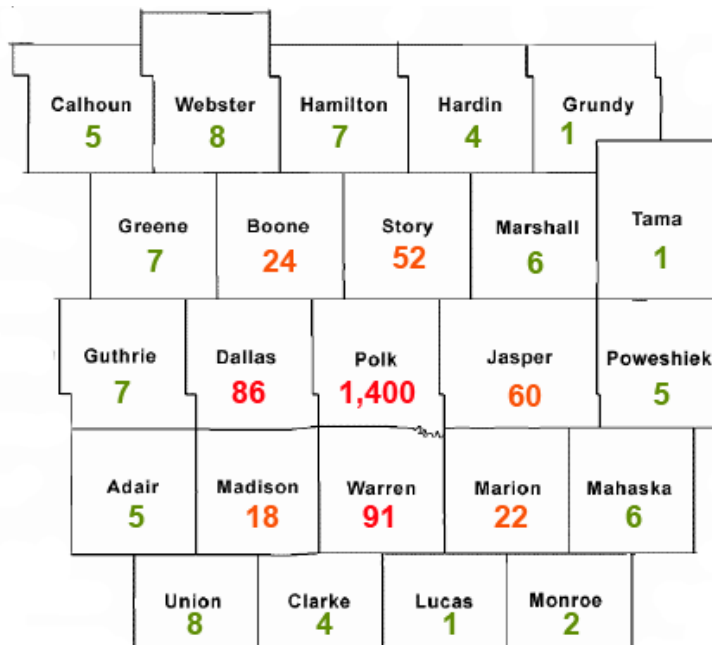 Calhoun Webster Hamilton Hardin Grundy
5 8 7 4 1
Greene Boone Story Marshall Tama
7 24 52 6 1
Guthrie Dallas Polk Jasper Poweshiek
7 86 1,400 60 5
Adair Madison Warren Marion Mahaska
5 18 91 22 6
Union Clarke Lucas Monroe
8 4 1 2